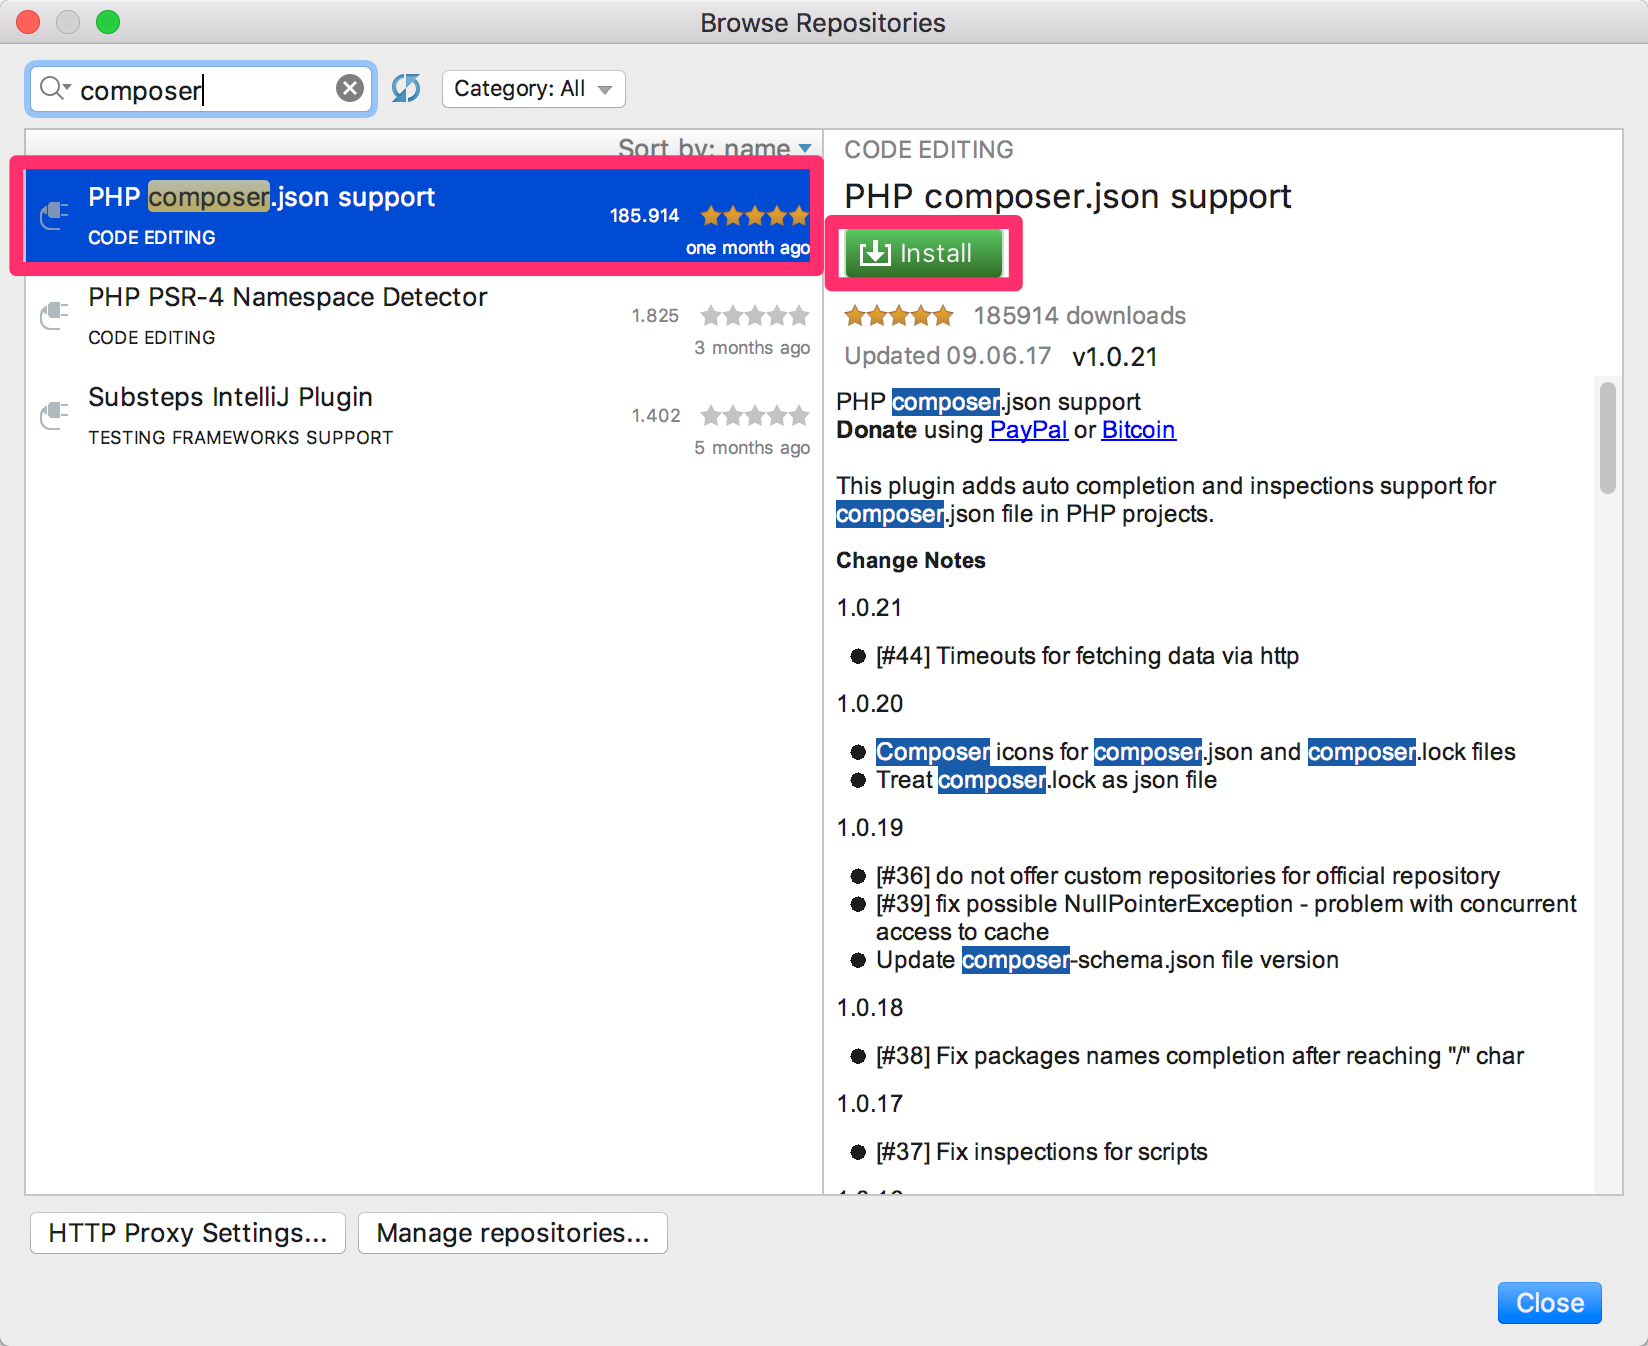 Browse Repositories
composer
Category: All
Sort by: name
PHP composer.json support
185.914
CODE EDITING
one month ago
PHP PSR-4 Namespace Detector
1.825
CODE EDITING
3 months ago
Substeps IntelliJ Plugin
1.402
TESTING FRAMEWORKS SUPPORT
5 months ago
CODE EDITING
PHP composer.json support
Install
185914 downloads
Updated 09.06.17 v1.0.21
PHP composer.json support
Donate using PayPal or Bitcoin
This plugin adds auto completion and inspections support for
composer.json file in PHP projects.
Change Notes
1.0.21
[#44] Timeouts for fetching data via http
1.0.20
Composer icons for composer.json and composer.lock files
Treat composer.lock as json file
1.0.19
[#36] do not offer custom repositories for official repository
[#39] fix possible NullPointerException - problem with concurrent
access to cache
Update composer-schema.json file version
1.0.18
[#38] Fix packages names completion after reaching "/" char
1.0.17
[#37] Fix inspections for scripts
HTTP Proxy Settings...
Manage repositories...
Close